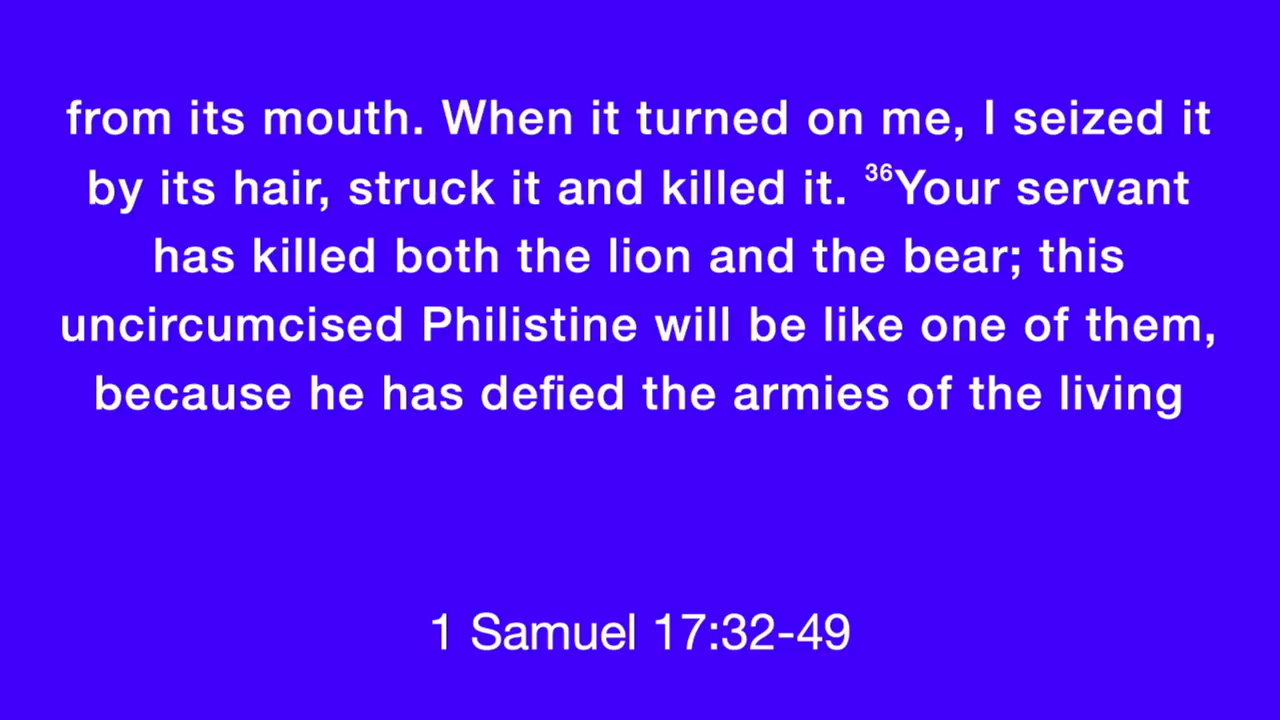 from its mouth. When it turned on me, I seized it
by its hair, struck it and killed it. ³⁶Your servant
has killed both the lion and the bear; this
uncircumcised Philistine will be like one of them,
because he has defied the armies of the living
1 Samuel 17:32-49